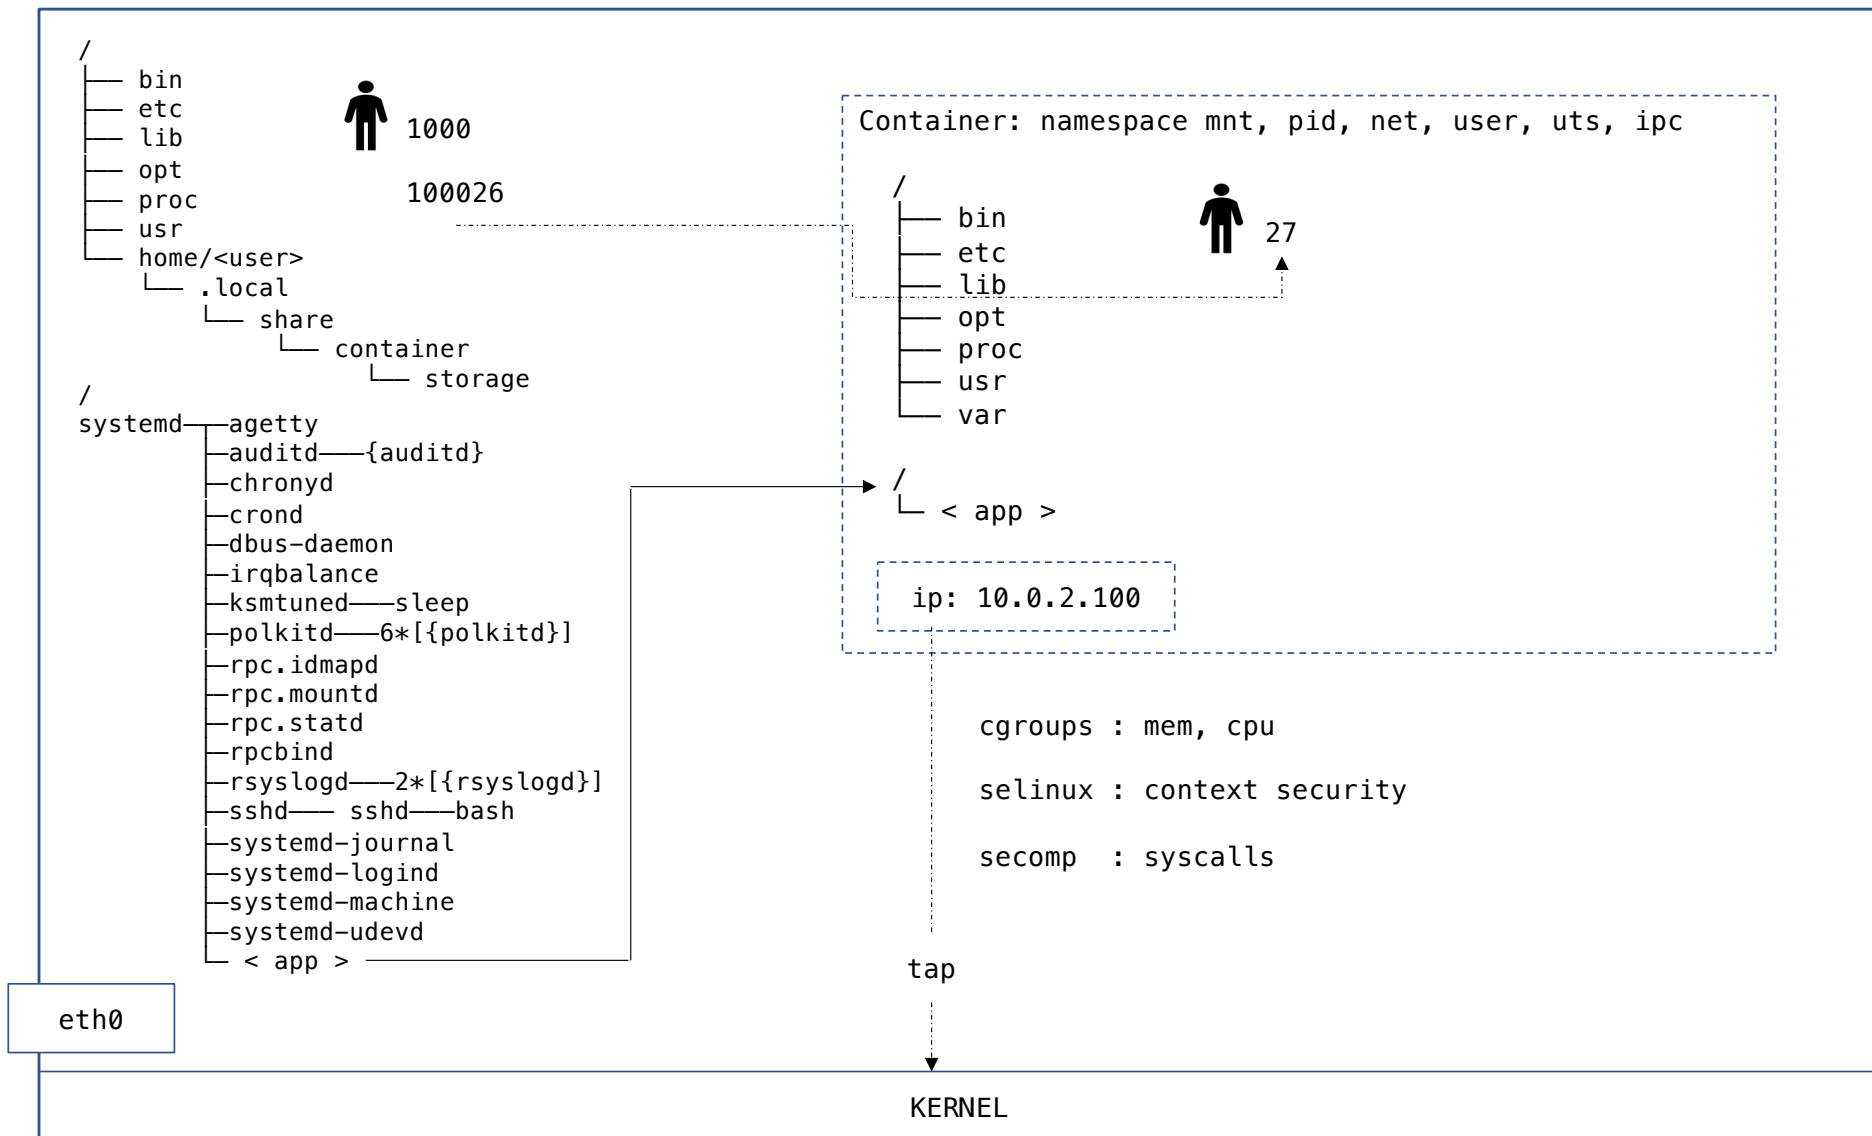 /
├── bin
├── etc
├── lib
├── opt
├── proc
├── usr
└── home/<user>
└── .local
└── share
└── container
└── storage
1000
100026
/
systemd─┬─agetty
├─auditd───{auditd}
├─chronyd
├─crond
├─dbus-daemon
├─irqbalance
├─ksmtuned───sleep
├─polkitd───6*[{polkitd}]
├─rpc.idmapd
├─rpc.mountd
├─rpc.statd
├─rpcbind
├─rsyslogd───2*[{rsyslogd}]
├─sshd─── sshd───bash
├─systemd-journal
├─systemd-logind
├─systemd-machine
├─systemd-udevd
└─ < app >
Container: namespace mnt, pid, net, user, uts, ipc
/
├── bin
├── etc
├── lib
├── opt
├── proc
├── usr
└── var
27
/
└─ < app >
ip: 10.0.2.100
cgroups : mem, cpu
selinux : context security
secomp  : syscalls
tap
eth0
KERNEL